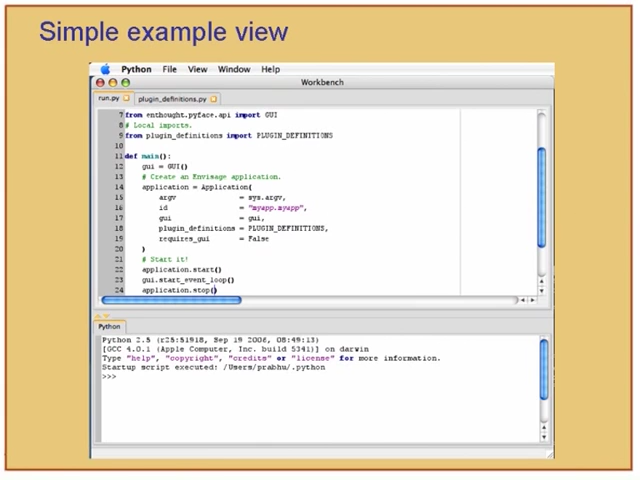 Simple example view
Python File View Window Help
Workbench
run.py plugin_definitions.py
7 from enthought.pyface.api import GUI
8 # Local imports.
9 from plugin_definitions import PLUGIN_DEFINITIONS
10
11 def main():
12 gui = GUI()
13 # Create an Envisage application.
14 application = Application(
15 argv = sys.argv,
16 id = "myapp.myapp",
17 gui = gui,
18 plugin_definitions = PLUGIN_DEFINITIONS,
19 requires_gui = False
20 )
21 # Start it!
22 application.start()
23 gui.start_event_loop()
24 application.stop()
Python
Python 2.5 (r25:51918, Sep 19 2006, 08:49:13)
[GCC 4.0.1 (Apple Computer, Inc. build 5341)] on darwin
Type "help", "copyright", "credits" or "license" for more information.
Startup script executed: /Users/prabhu/.python
>>>